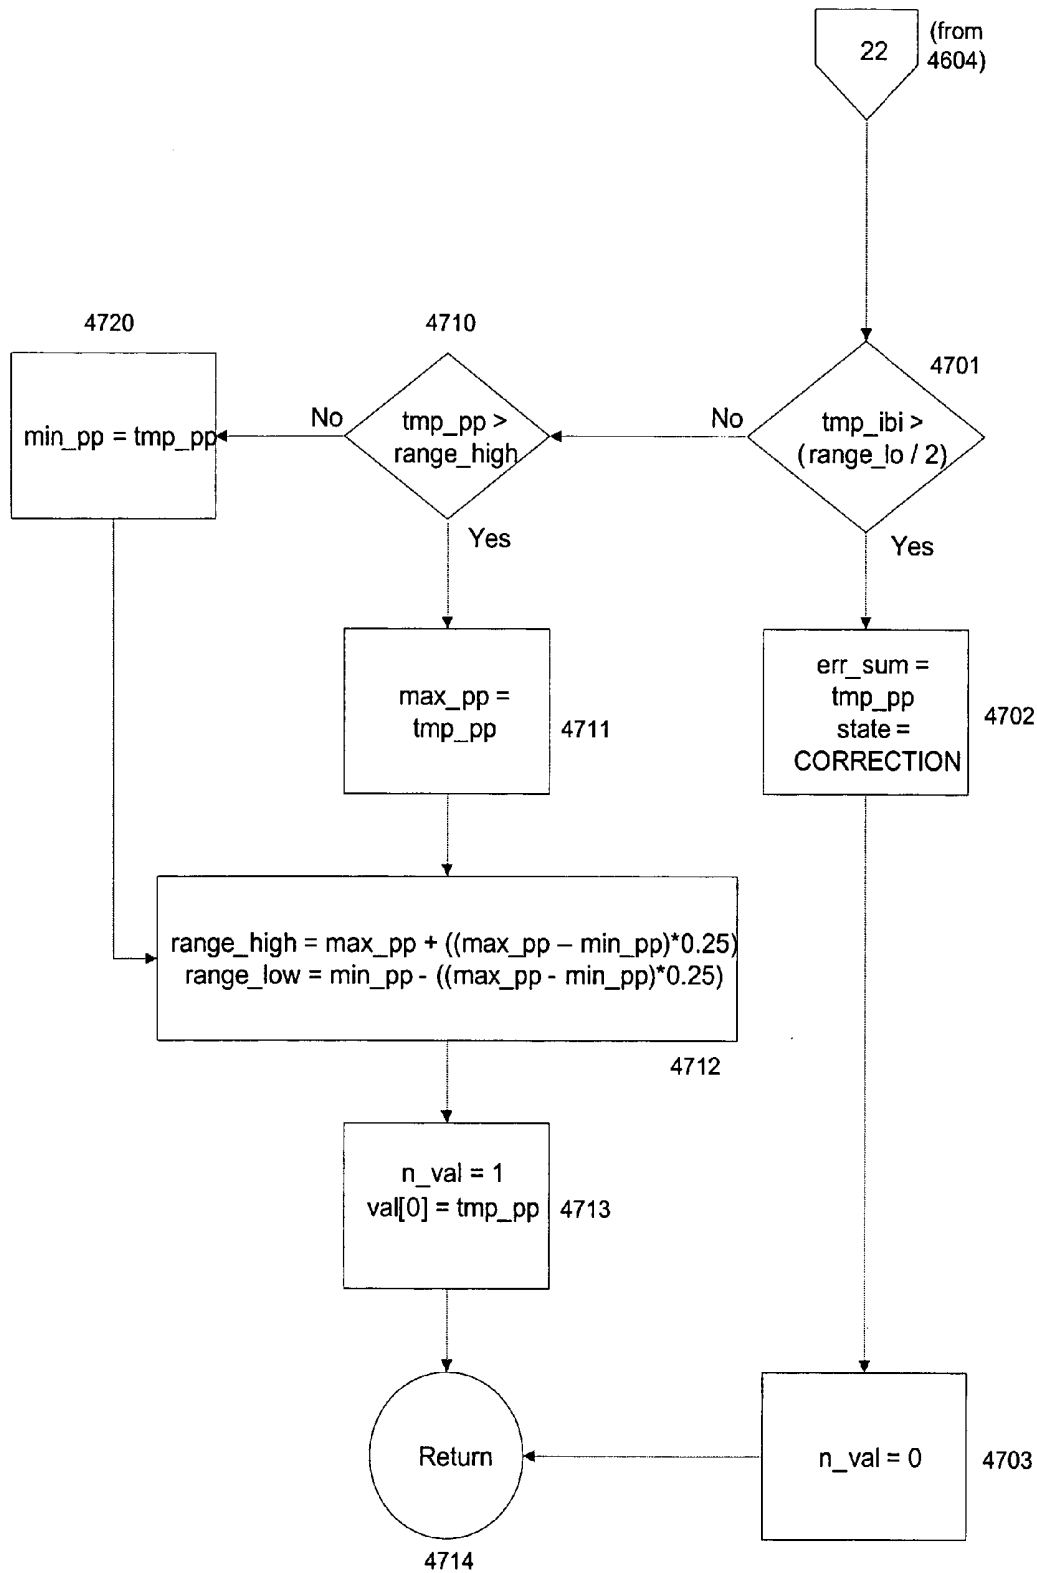 22
(from
4604)
4720
4710
4701
min_pp = tmp_pp
No
tmp_pp >
range_high
No
tmp_ibi >
(range_lo / 2)
Yes
Yes
max_pp =
tmp_pp
4711
err_sum =
tmp_pp
state =
CORRECTION
4702
range_high = max_pp + ((max_pp – min_pp)*0.25)
range_low = min_pp - ((max_pp - min_pp)*0.25)
4712
n_val = 1
val[0] = tmp_pp
4713
Return
4714
n_val = 0
4703